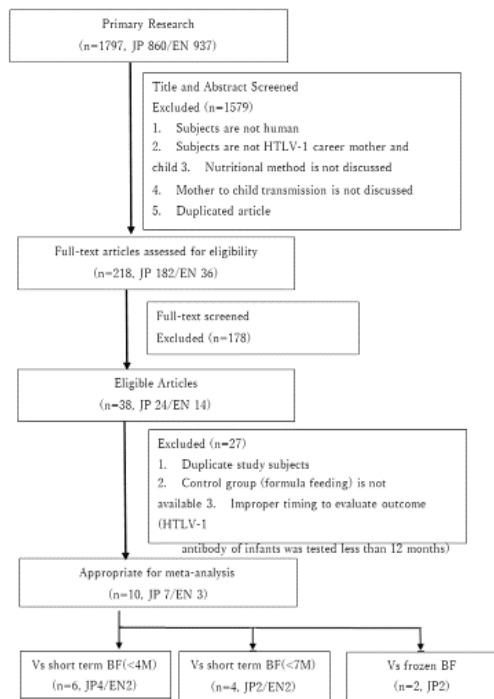 Primary Research
(n=1797, JP 860/EN 937)
Title and Abstract Screened
Excluded (n=1579)
1. Subjects are not human
2. Subjects are not HTLV-1 career mother and
child 3. Nutritional method is not discussed
4. Mother to child transmission is not discussed
5. Duplicated article
Full-text articles assessed for eligibility
(n=218, JP 182/EN 36)
Full-text screened
Excluded (n=178)
Eligible Articles
(n=38, JP 24/EN 14)
Excluded (n=27)
1. Duplicate study subjects
2. Control group (formula feeding) is not
available 3. Improper timing to evaluate outcome
(HTLV-1
antibody of infants was tested less than 12 months)
Appropriate for meta-analysis
(n=10, JP 7/EN 3)
Vs short term BF(<4M)
(n=6, JP4/EN2)
Vs short term BF(<7M)
(n=4, JP2/EN2)
Vs frozen BF
(n=2, JP2)